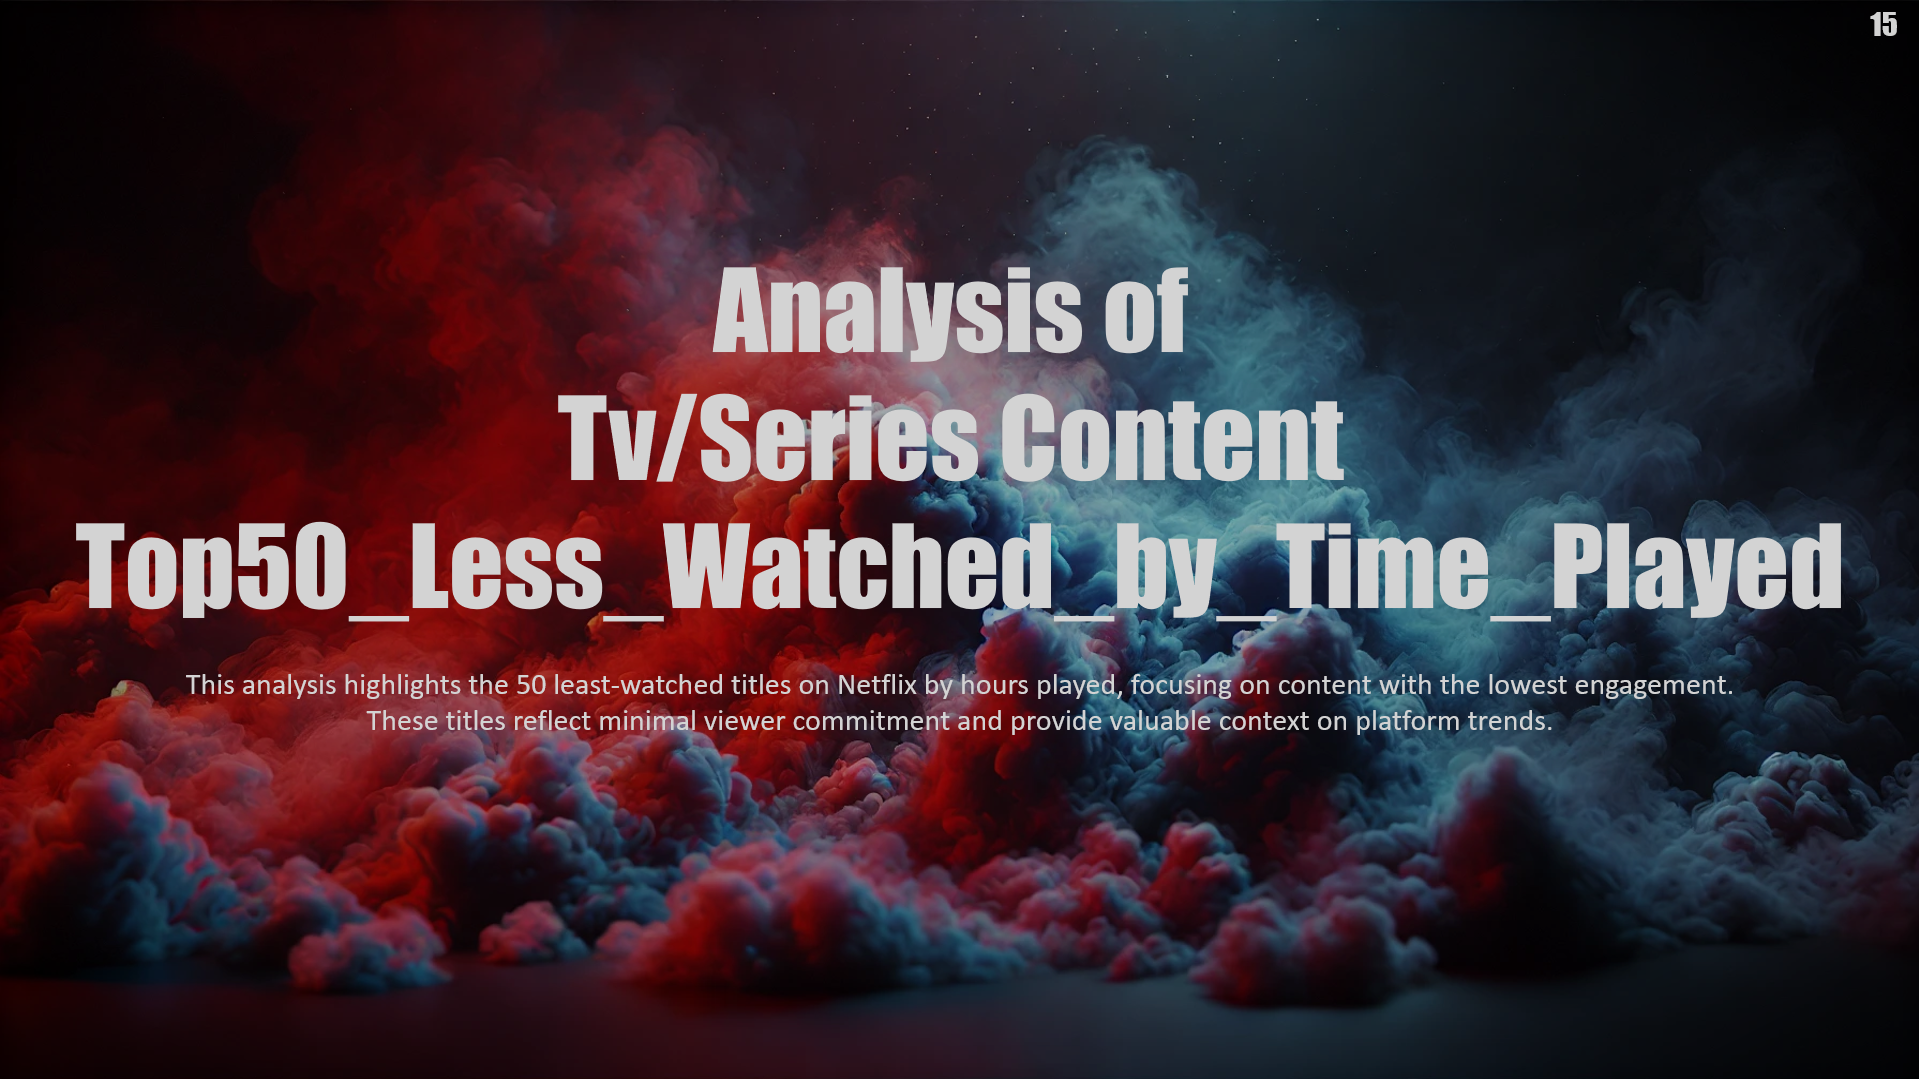 15
Analysis of
Tv/Series Content
Top50_Less_Watched_by_Time_Played
This analysis highlights the 50 least-watched titles on Netflix by hours played, focusing on content with the lowest engagement.
These titles reflect minimal viewer commitment and provide valuable context on platform trends.